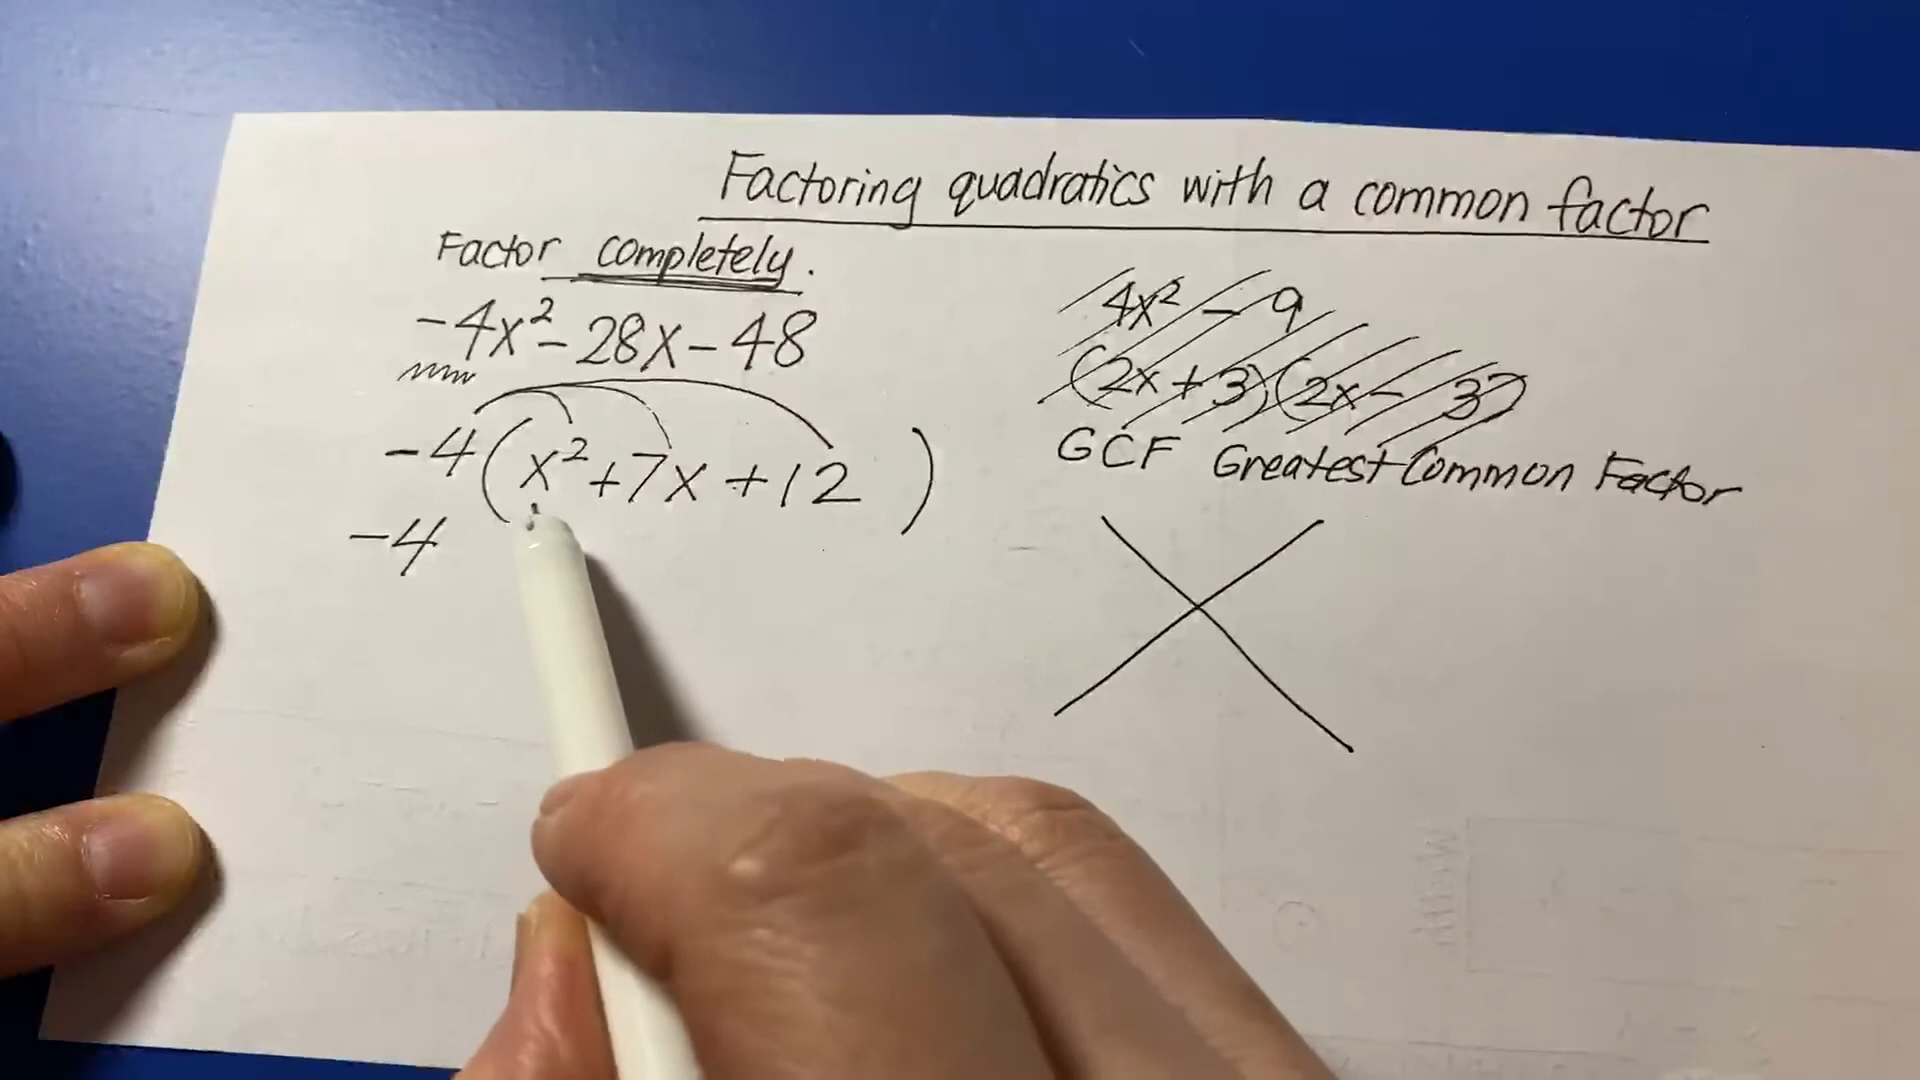 Factoring quadratics with a common factor
Factor completely.
-4x² - 28x - 48
-4(x² + 7x + 12)
-4
4x² - 9
(2x + 3)(2x - 3)
GCF Greatest Common Factor